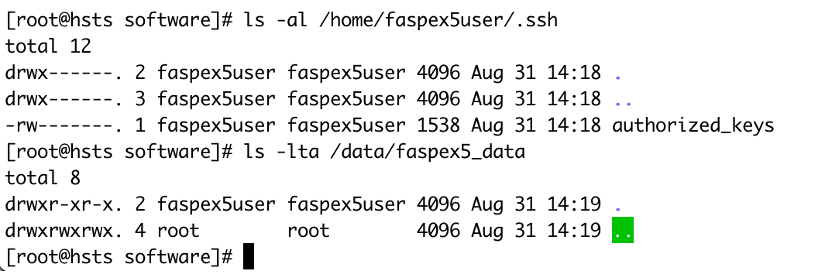 [root@hsts software]# ls -al /home/faspex5user/.ssh
total 12
drwx------. 2 faspex5user faspex5user 4096 Aug 31 14:18 .
drwx------. 3 faspex5user faspex5user 4096 Aug 31 14:18 ..
-rw-------. 1 faspex5user faspex5user 1538 Aug 31 14:18 authorized_keys
[root@hsts software]# ls -lta /data/faspex5_data
total 8
drwxr-xr-x. 2 faspex5user faspex5user 4096 Aug 31 14:19 .
drwxrwxrwx. 4 root        root        4096 Aug 31 14:19 ..
[root@hsts software]#